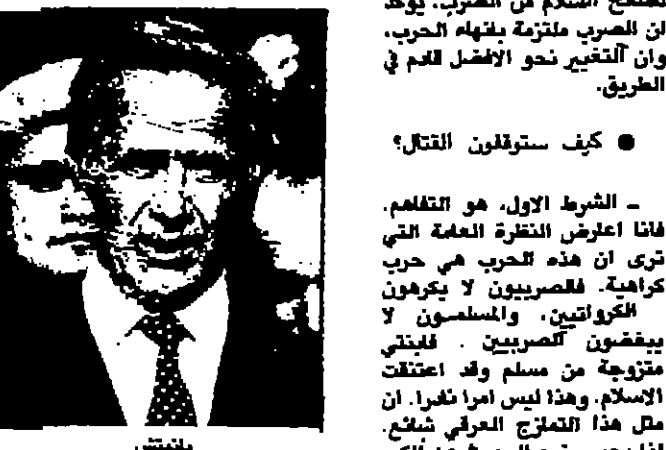 السلام من الصرب، يؤكد
ان الصرب ملتزمة بانهاء الحرب،
وان التغيير نحو الافضل قادم في
الطريق.
● كيف ستوقفون القتال؟
ـ الشرط الاول، هو التفاهم.
فانا اعارض النظرة العامة التي
ترى ان هذه الحرب هي حرب
كراهية. فالصربيون لا يكرهون
الكرواتيين، والمسلمون لا
يبغضون الصربيين . فابنتي
متزوجة من مسلم وقد اعتنقت
الاسلام. وهذا ليس امرا نادرا. ان
مثل هذا التمازج العرقي شائع.
بانيتش